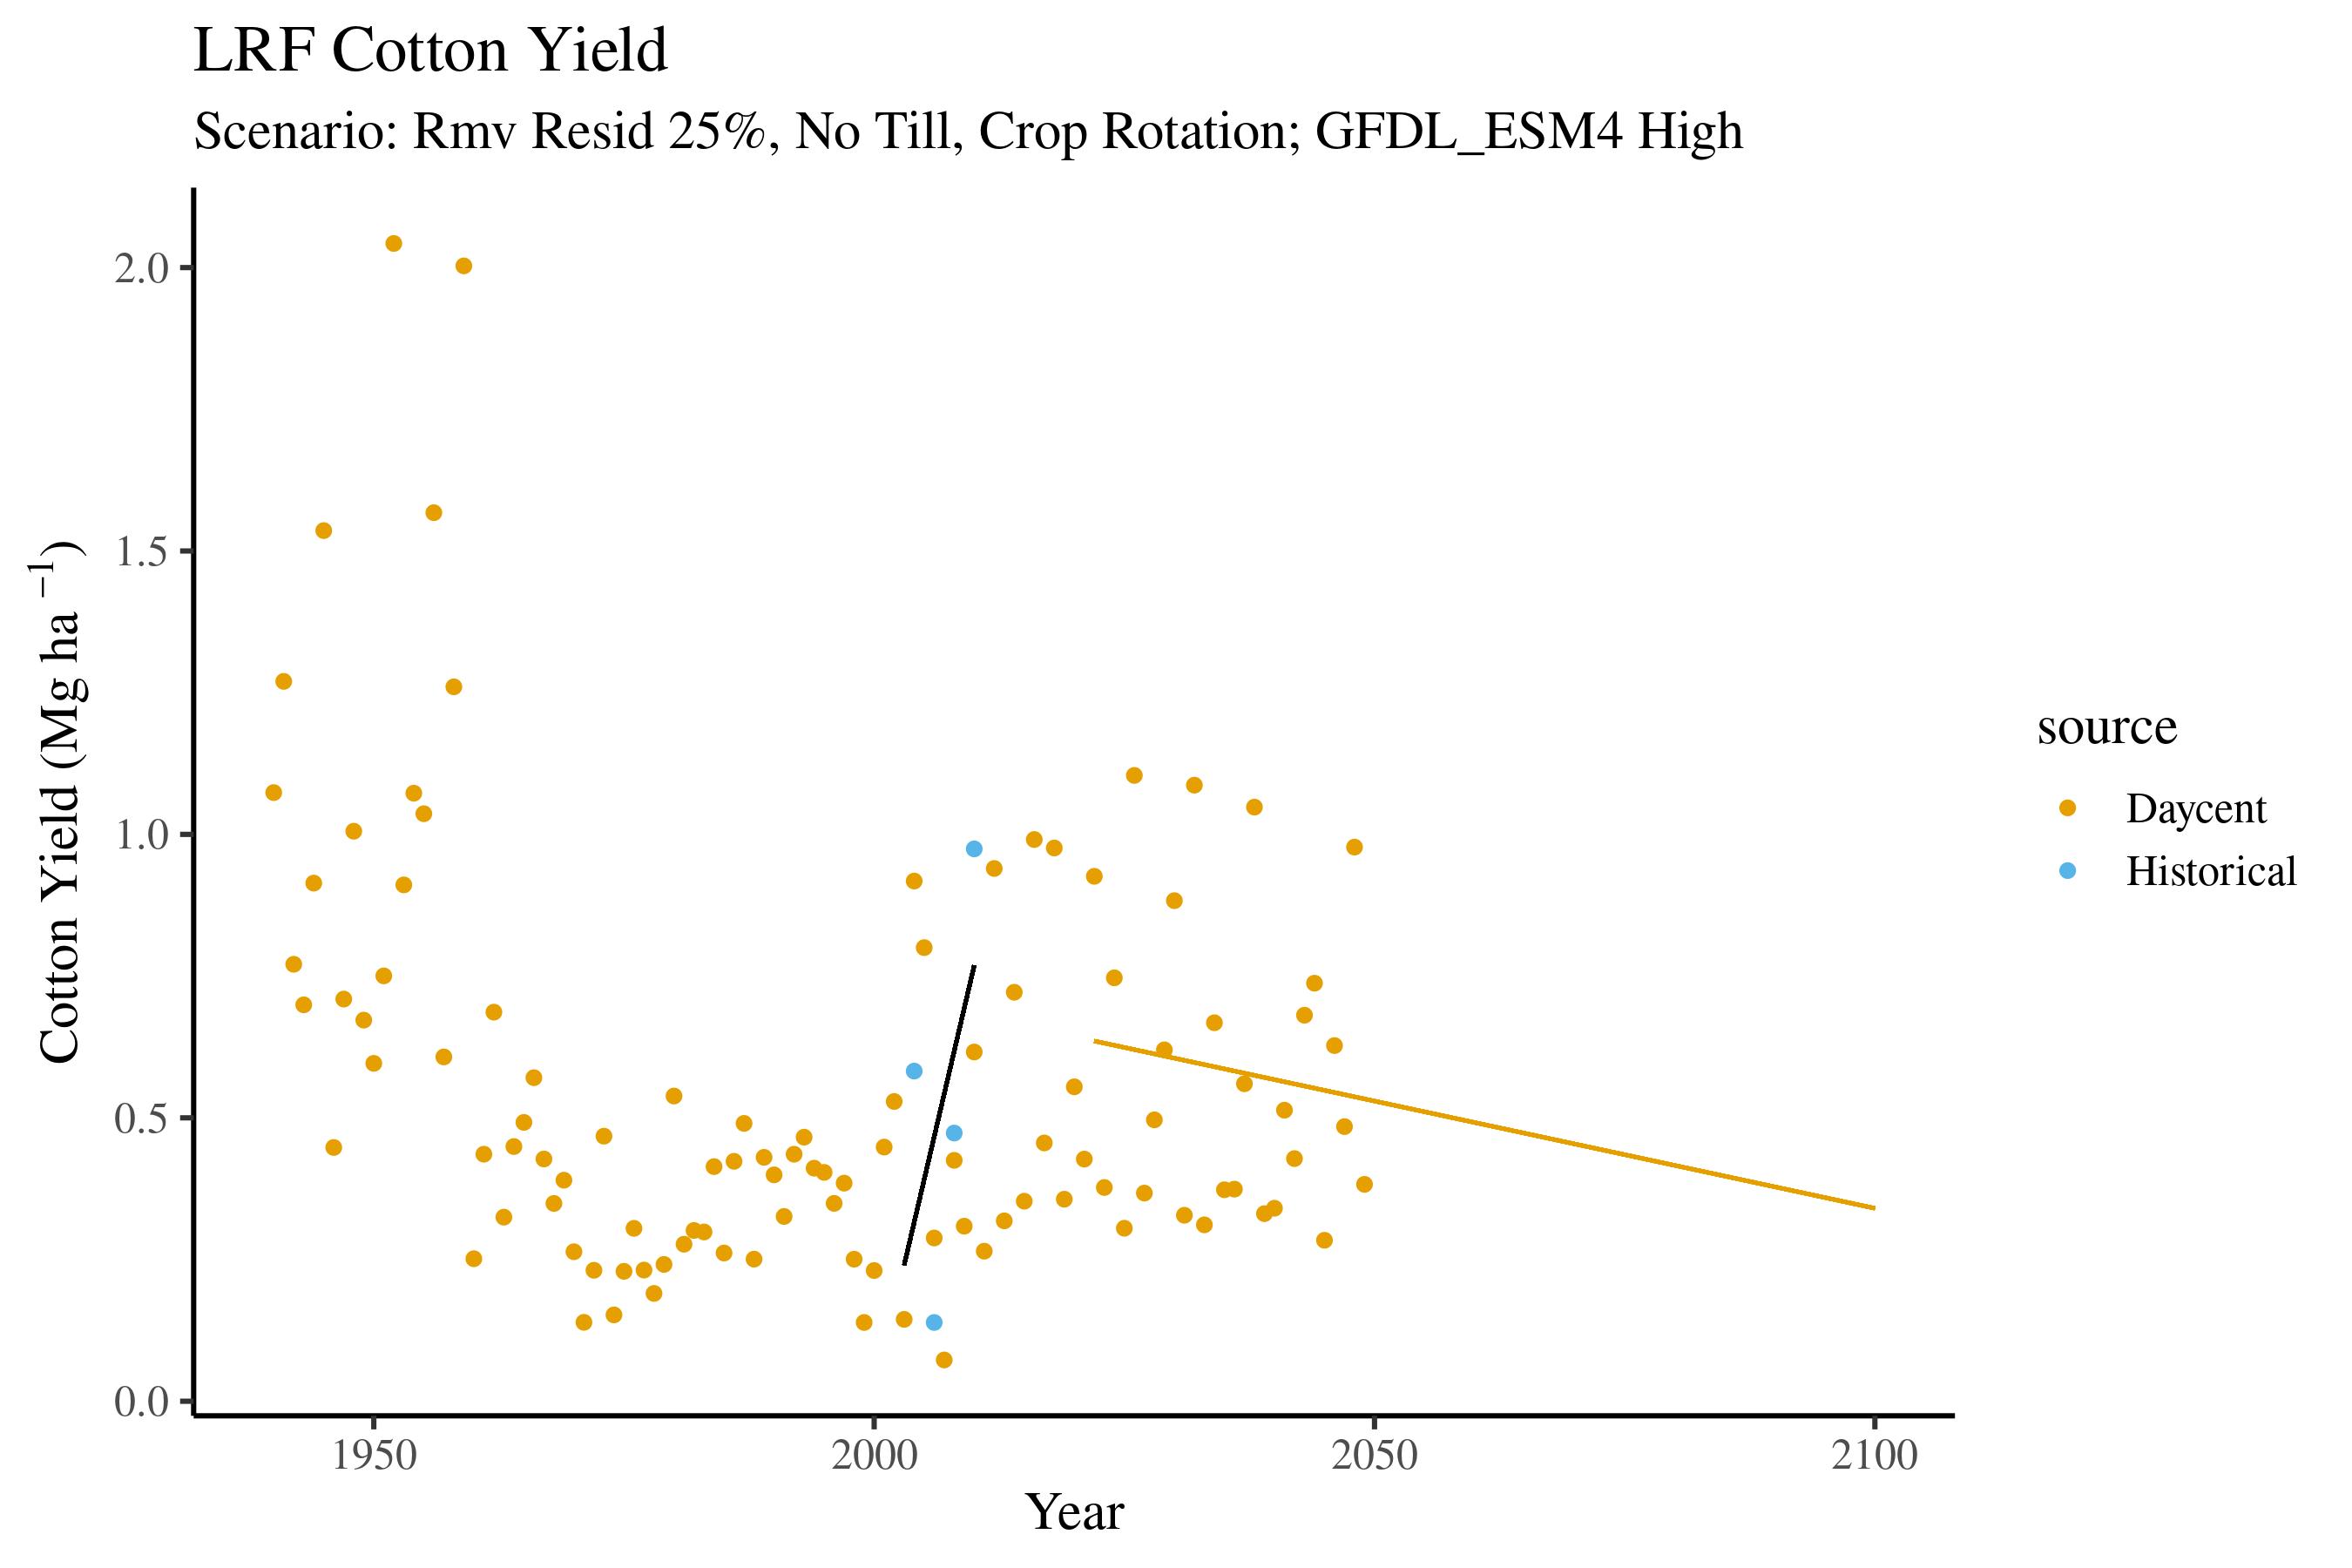 LRF Cotton Yield
Scenario: Rmv Resid 25%, No Till, Crop Rotation; GFDL_ESM4 High
Cotton Yield (Mg ha −1)
2.0
1.5
1.0
0.5
0.0
1950 2000 2050 2100
Year
source
Daycent
Historical